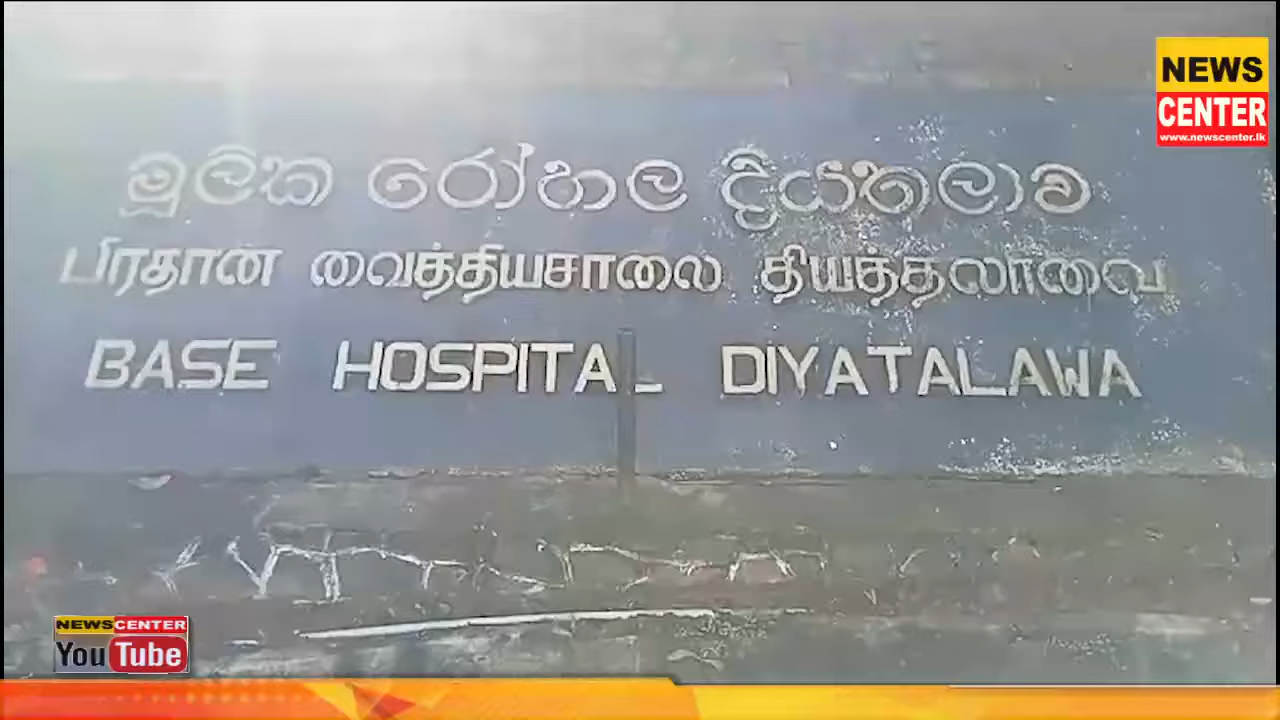 NEWS
CENTER
www.newscenter.lk
මූලික රෝහල දියතලාව
பிரதான வைத்தியசாலை தியத்தலாவை
BASE HOSPITAL DIYATALAWA
NEWSCENTER
YouTube